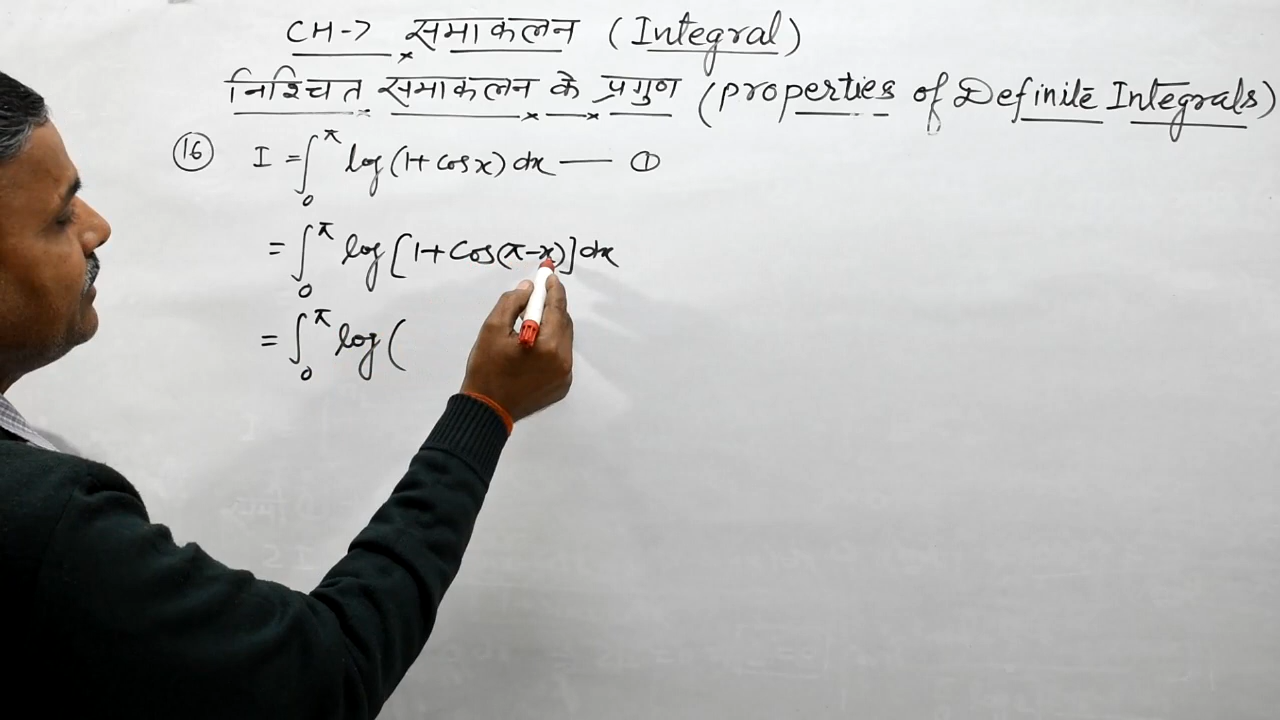 CH-7 समाकलन (Integral)
निश्चित समाकलन के प्रगुण (properties of Definite Integrals)
(16) I = ∫₀^π log(1+cosx)dx — ①
= ∫₀^π log[1+cos(π-x)]dx
= ∫₀^π log(